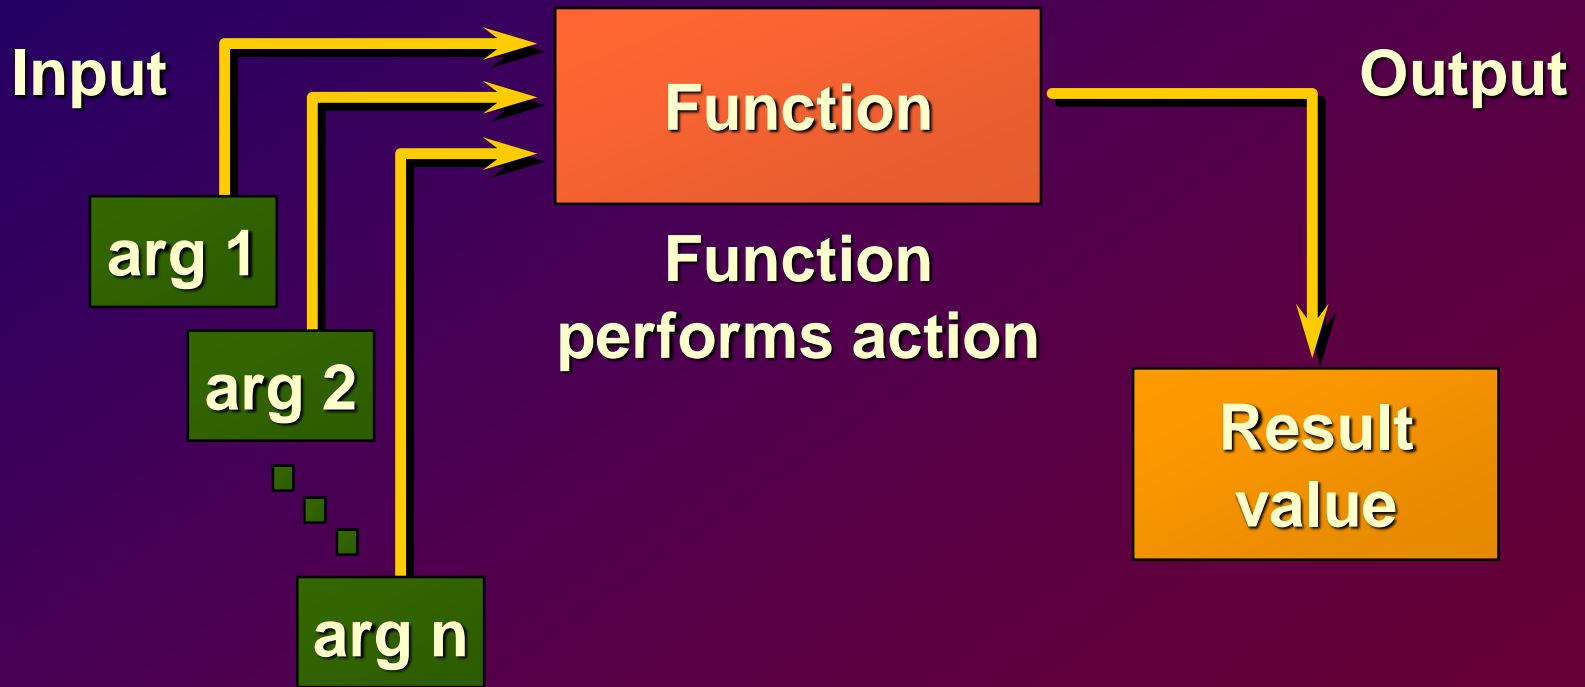 Input
Function
Output
arg 1
Function
performs action
arg 2
Result
value
arg n